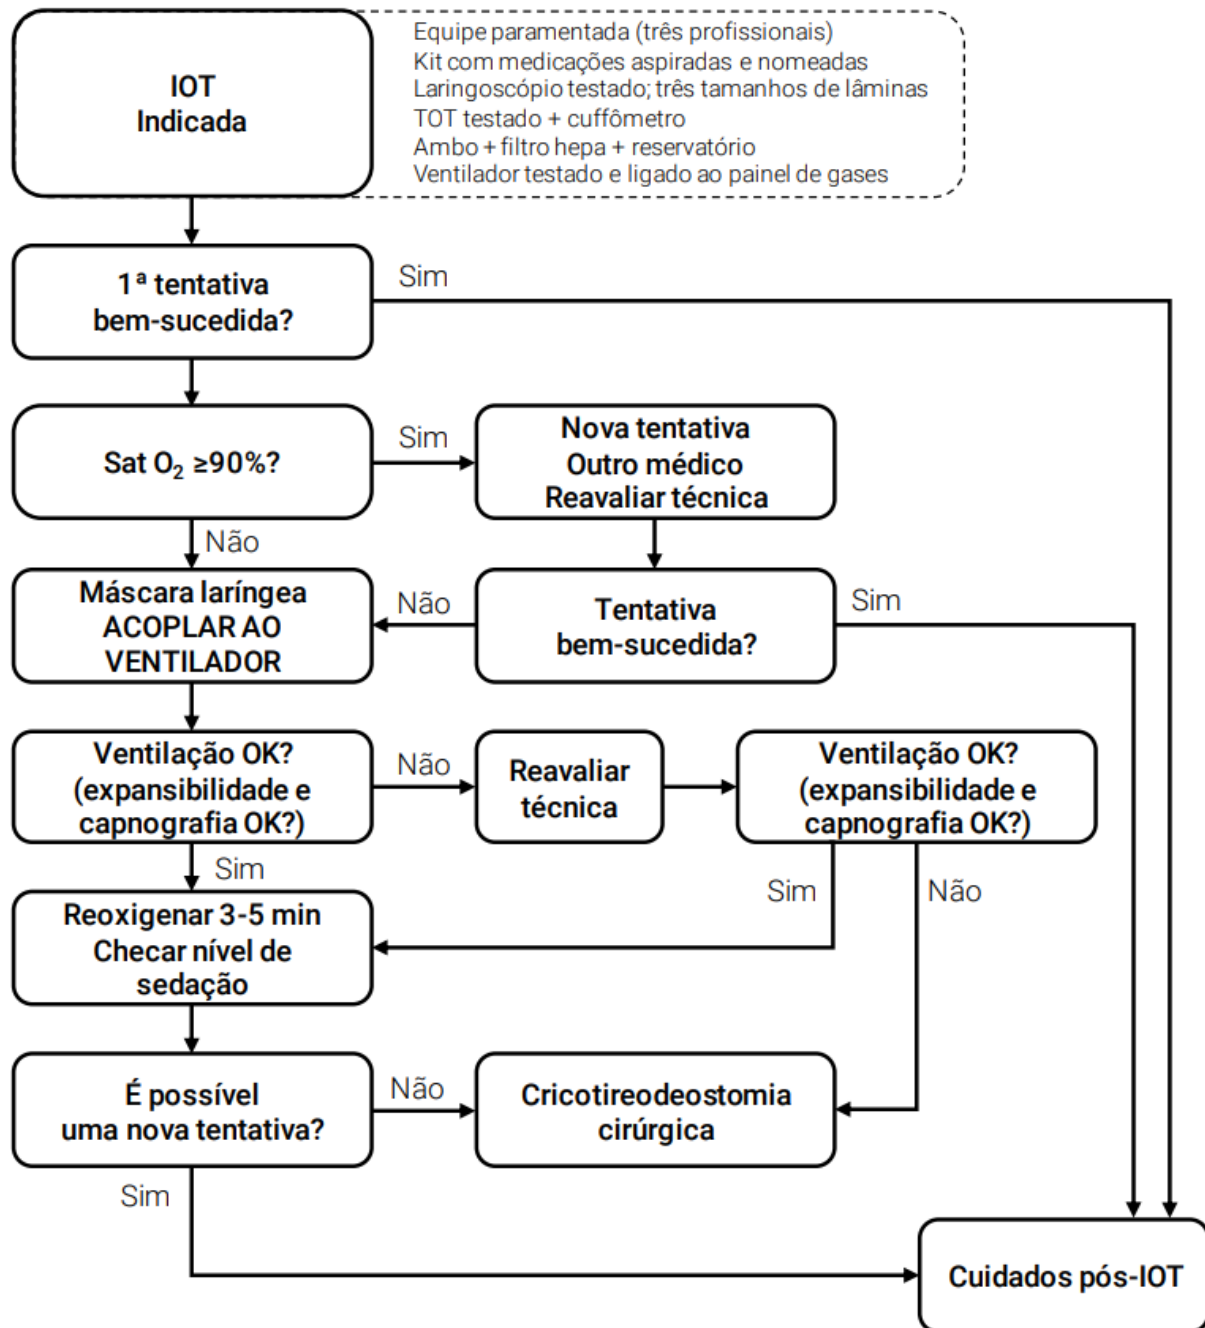 IOT
Indicada
Equipe paramentada (três profissionais)
Kit com medicações aspiradas e nomeadas
Laringoscópio testado; três tamanhos de lâminas
TOT testado + cuffômetro
Ambo + filtro hepa + reservatório
Ventilador testado e ligado ao painel de gases
1ª tentativa
bem-sucedida?
Sim
Sat O₂ ≥90%?
Sim
Nova tentativa
Outro médico
Reavaliar técnica
Não
Máscara laríngea
ACOPLAR AO
VENTILADOR
Não
Tentativa
bem-sucedida?
Sim
Ventilação OK?
(expansibilidade e
capnografia OK?)
Não
Reavaliar
técnica
Ventilação OK?
(expansibilidade e
capnografia OK?)
Sim
Sim
Não
Reoxigenar 3-5 min
Checar nível de
sedação
É possível
uma nova tentativa?
Não
Cricotireodeostomia
cirúrgica
Sim
Cuidados pós-IOT